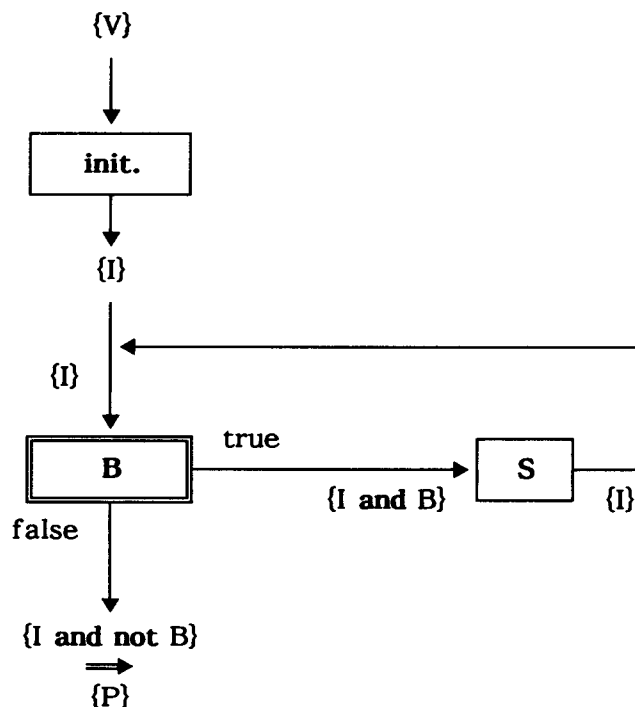 {V}
init.
{I}
{I}
true
B
S
{I and B}
{I}
false
{I and not B}
{P}